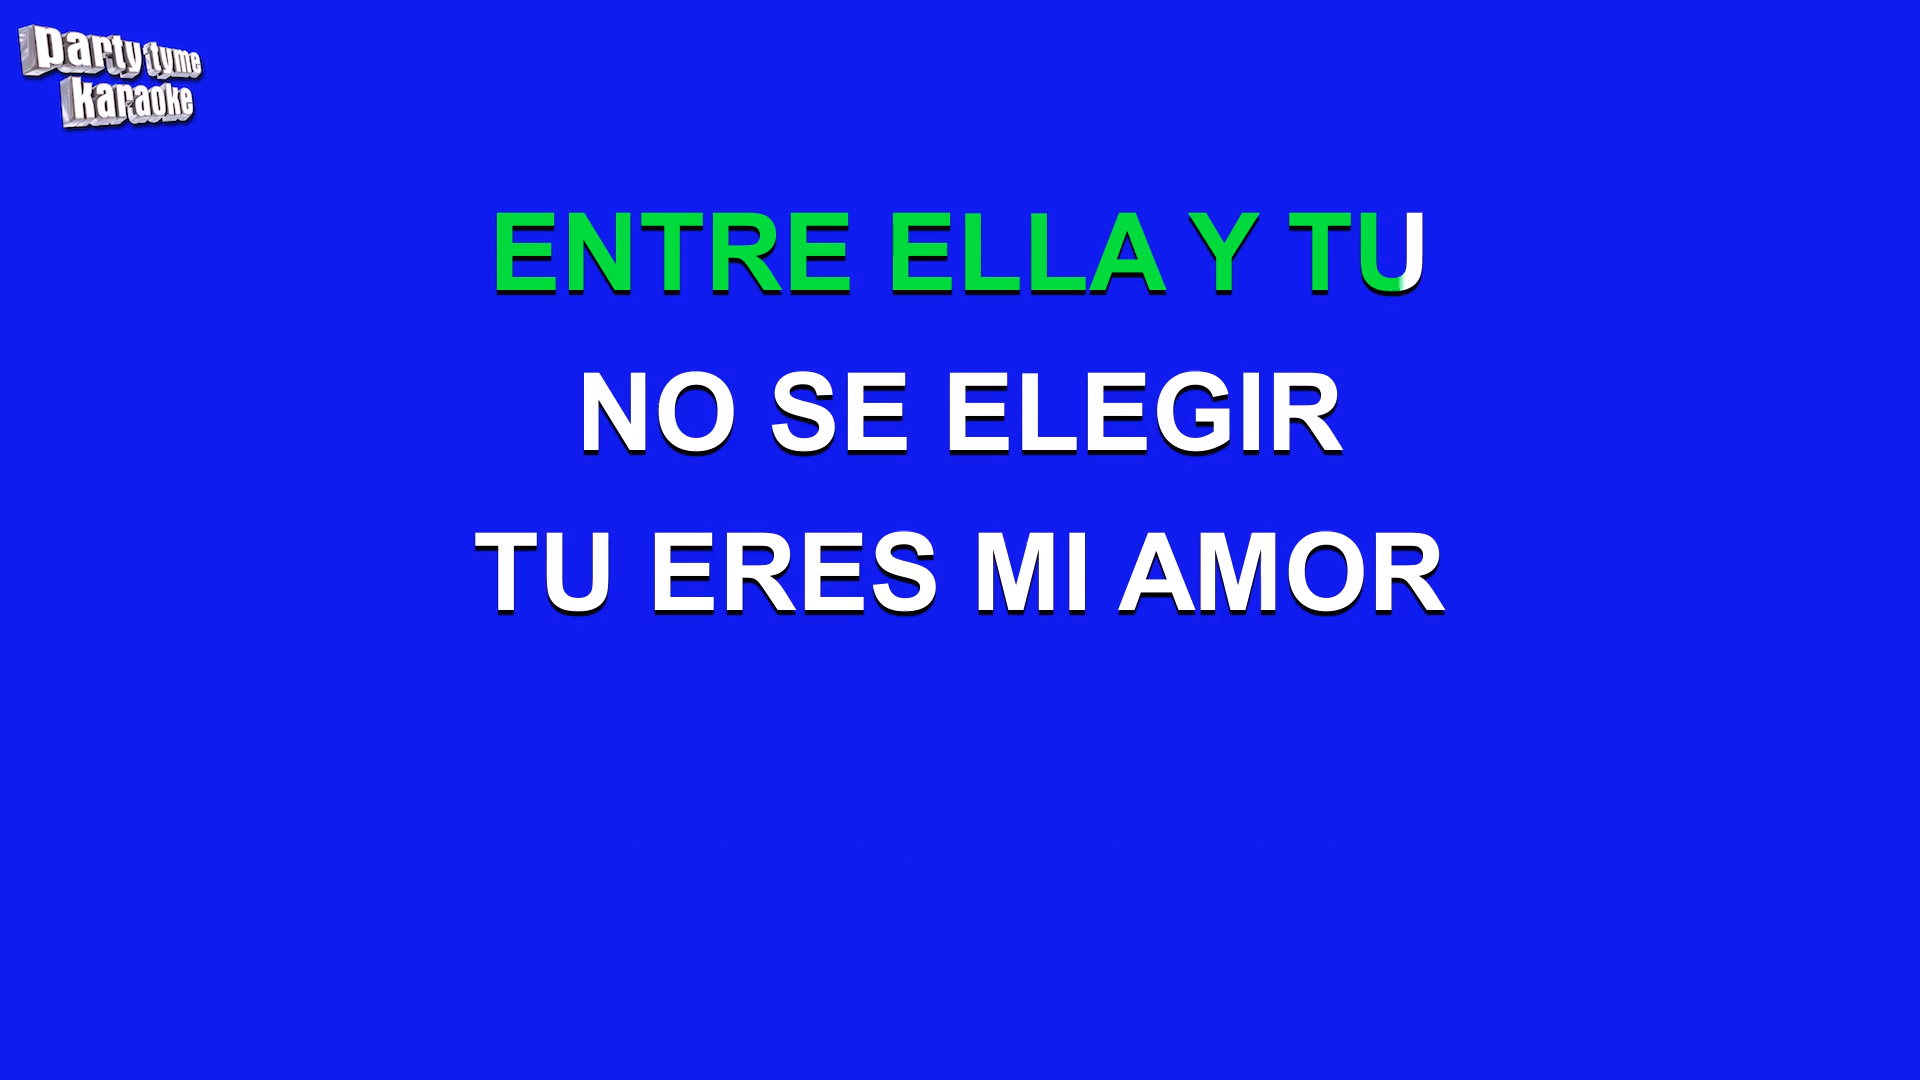 party tyme
karaoke
ENTRE ELLA Y TU
NO SE ELEGIR
TU ERES MI AMOR